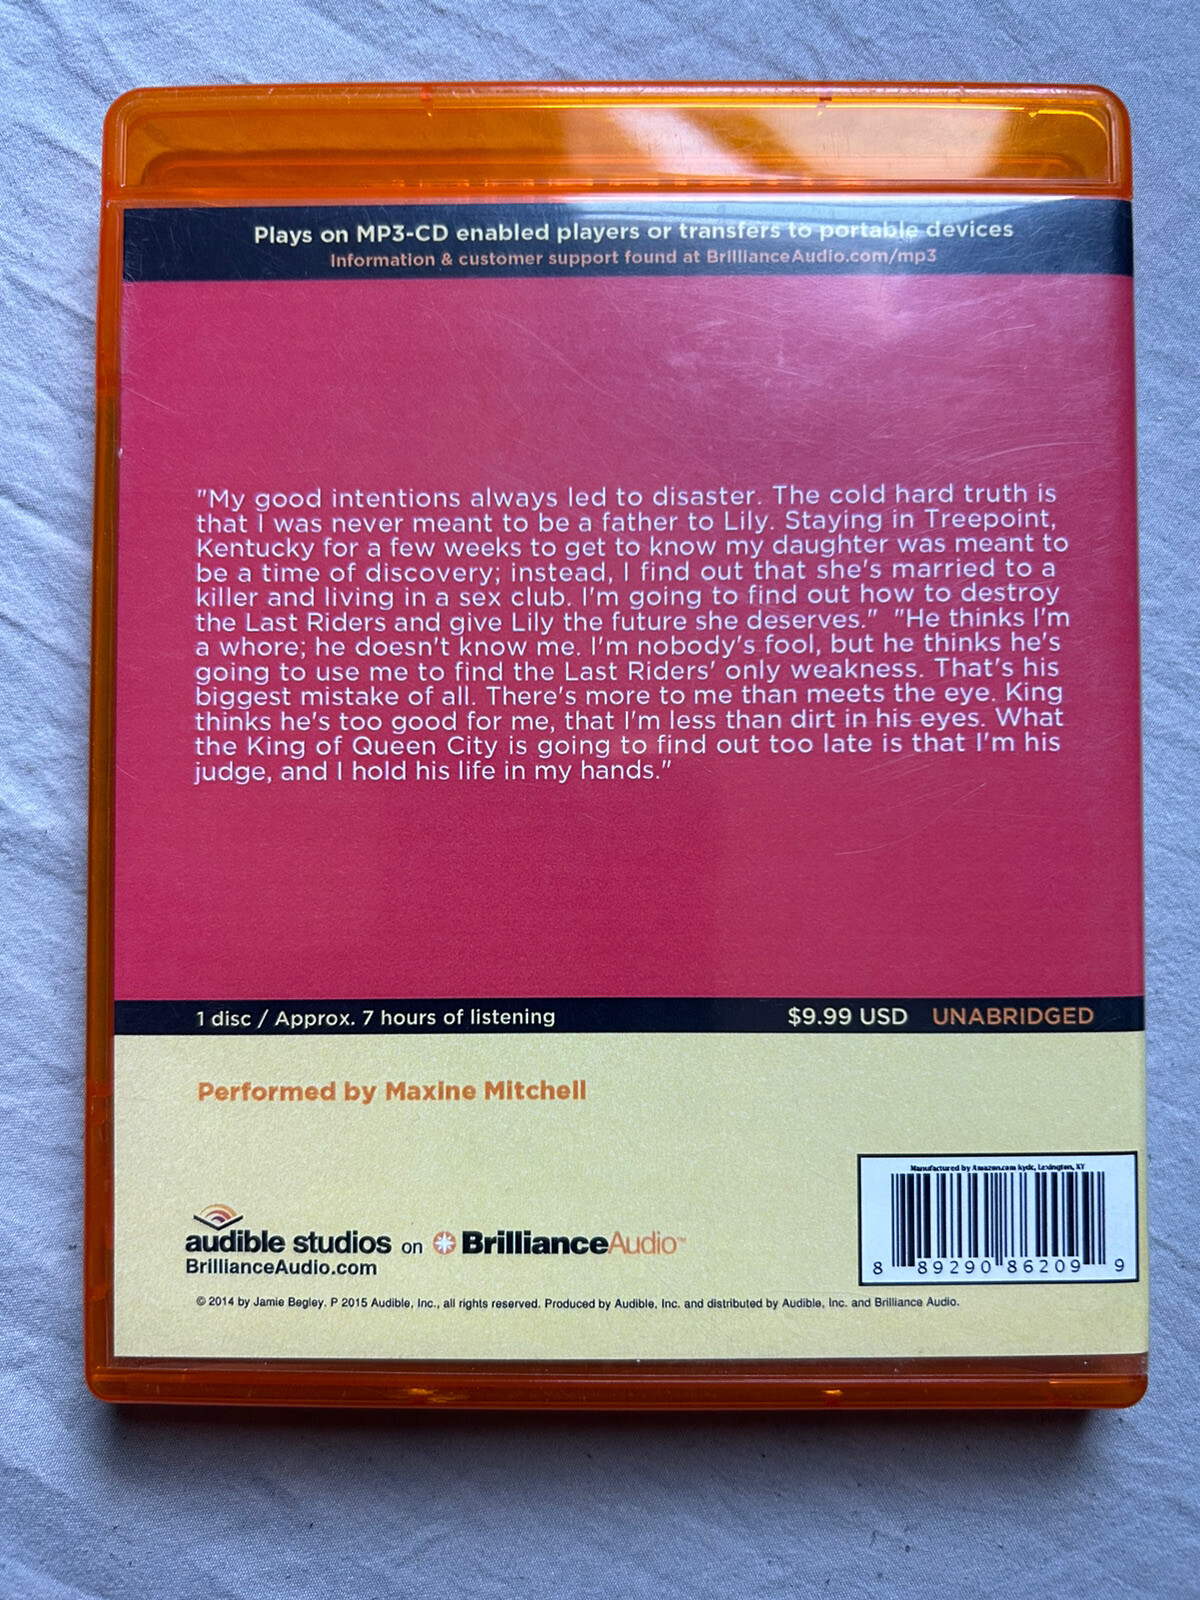 Plays on MP3-CD enabled players or transfers to portable devices
Information & customer support found at BrillianceAudio.com/mp3
"My good intentions always led to disaster. The cold hard truth is
that I was never meant to be a father to Lily. Staying in Treepoint,
Kentucky for a few weeks to get to know my daughter was meant to
be a time of discovery; instead, I find out that she's married to a
killer and living in a sex club. I'm going to find out how to destroy
the Last Riders and give Lily the future she deserves." "He thinks I'm
a whore; he doesn't know me. I'm nobody's fool, but he thinks he's
going to use me to find the Last Riders' only weakness. That's his
biggest mistake of all. There's more to me than meets the eye. King
thinks he's too good for me, that I'm less than dirt in his eyes. What
the King of Queen City is going to find out too late is that I'm his
judge, and I hold his life in my hands."
1 disc / Approx. 7 hours of listening $9.99 USD UNABRIDGED
Performed by Maxine Mitchell
Manufactured by Amazon.com kydc, Lexington, KY
audible studios on BrillianceAudio™
BrillianceAudio.com
8 89290 86209 9
© 2014 by Jamie Begley. P 2015 Audible, Inc., all rights reserved. Produced by Audible, Inc. and distributed by Audible, Inc. and Brilliance Audio.